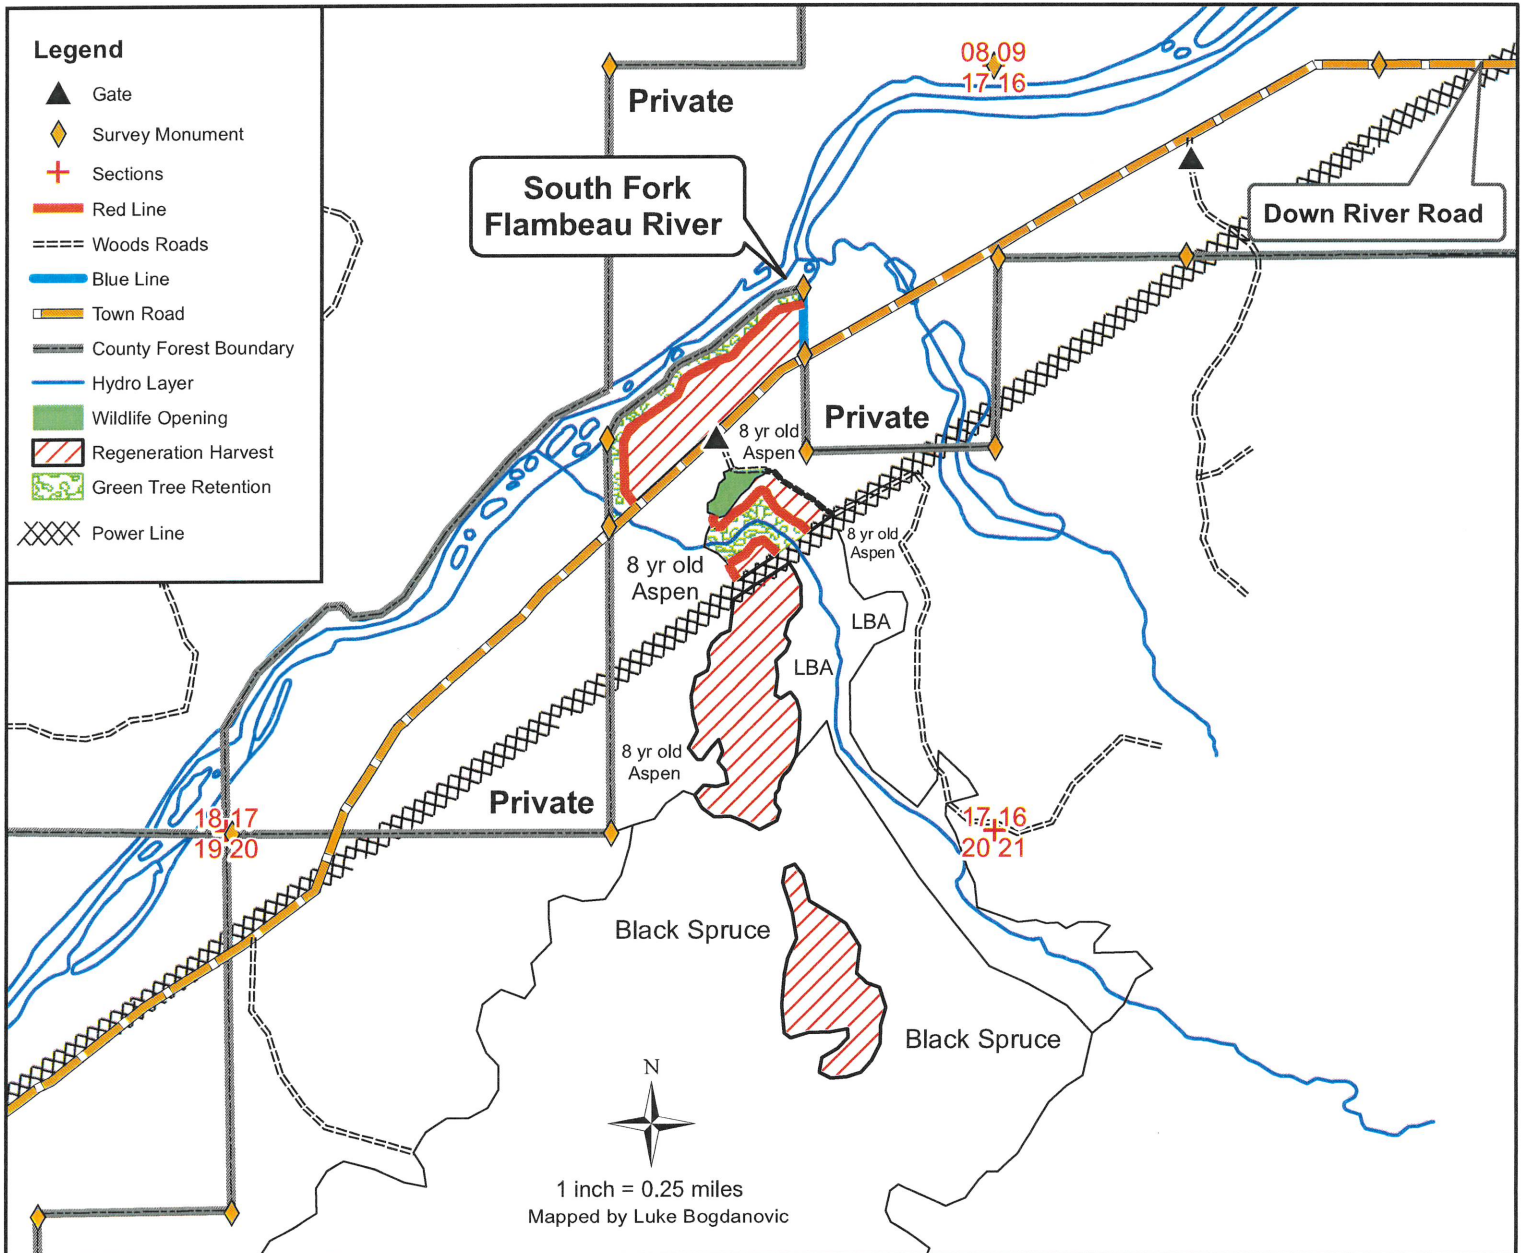 Legend
Gate
Survey Monument
Sections
Red Line
Woods Roads
Blue Line
Town Road
County Forest Boundary
Hydro Layer
Wildlife Opening
Regeneration Harvest
Green Tree Retention
Power Line
08 09
17 16
Private
South Fork
Flambeau River
Down River Road
Private
8 yr old
Aspen
8 yr old
Aspen
8 yr old
Aspen
LBA
LBA
8 yr old
Aspen
Private
18 17
19 20
17 16
20 21
Black Spruce
Black Spruce
N
1 inch = 0.25 miles
Mapped by Luke Bogdanovic